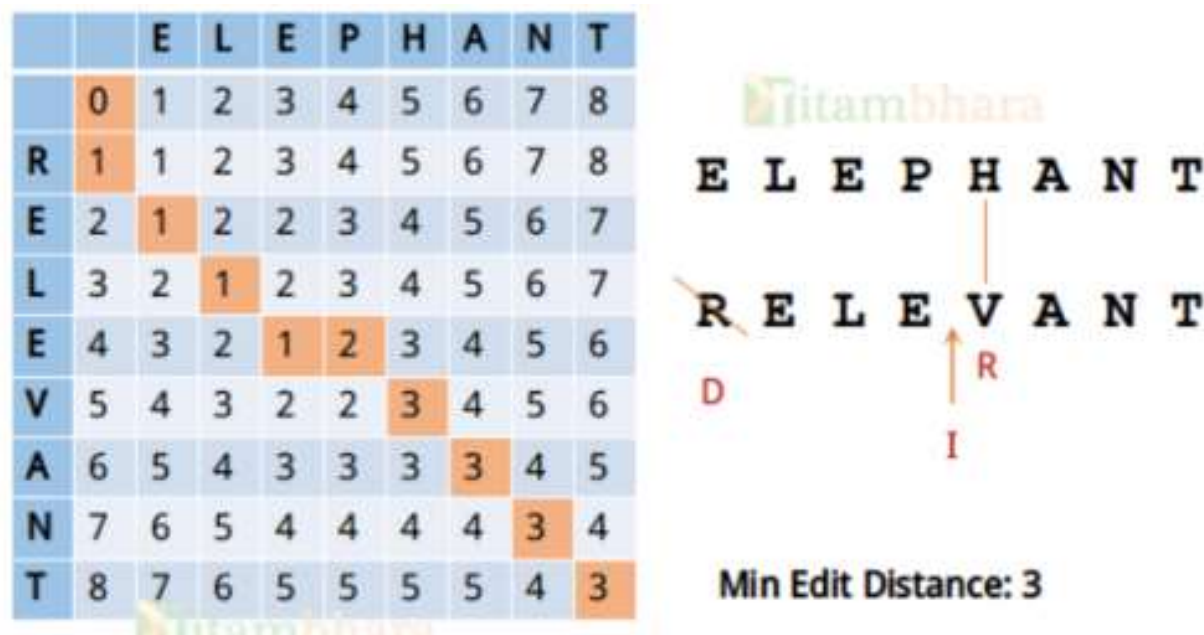 E L E P H A N T
0 1 2 3 4 5 6 7 8
R 1 1 2 3 4 5 6 7 8
E 2 1 2 2 3 4 5 6 7
L 3 2 1 2 3 4 5 6 7
E 4 3 2 1 2 3 4 5 6
V 5 4 3 2 2 3 4 5 6
A 6 5 4 3 3 3 3 4 5
N 7 6 5 4 4 4 4 3 4
T 8 7 6 5 5 5 5 4 3
itambhara
itambhara
E L E P H A N T
R E L E V A N T
D
R
I
Min Edit Distance: 3